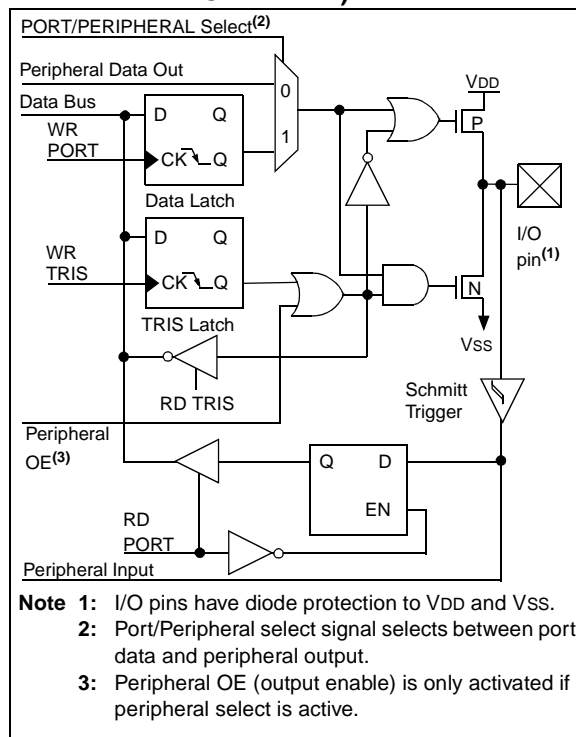 PORT/PERIPHERAL Select(2)
Peripheral Data Out
Data Bus
WR
PORT
D Q
CK Q
Data Latch
0
1
VDD
P
I/O
pin(1)
WR
TRIS
D Q
CK Q
TRIS Latch
N
VSS
RD TRIS
Schmitt
Trigger
Peripheral
OE(3)
Q D
EN
RD
PORT
Peripheral Input
Note 1: I/O pins have diode protection to VDD and VSS.
2: Port/Peripheral select signal selects between port
data and peripheral output.
3: Peripheral OE (output enable) is only activated if
peripheral select is active.